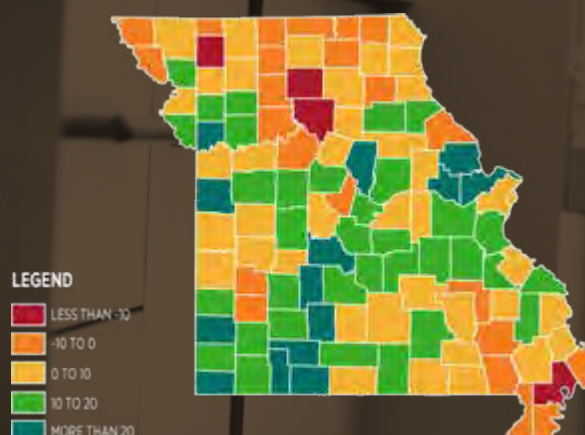 LEGEND
LESS THAN -10
-10 TO 0
0 TO 10
10 TO 20
MORE THAN 20